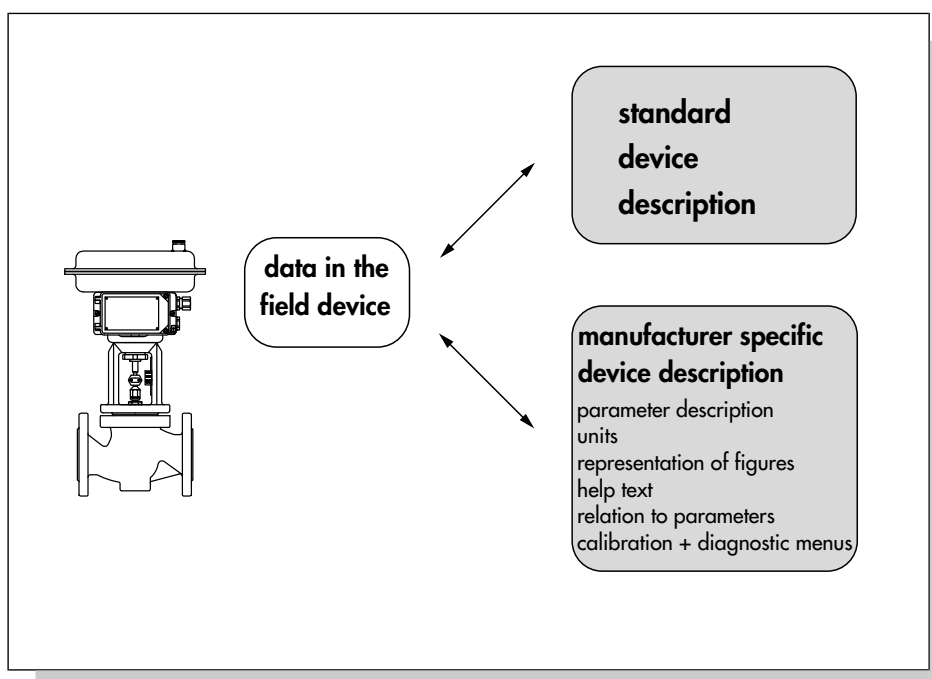 standard
device
description
data in the
field device
manufacturer specific
device description
parameter description
units
representation of figures
help text
relation to parameters
calibration + diagnostic menus